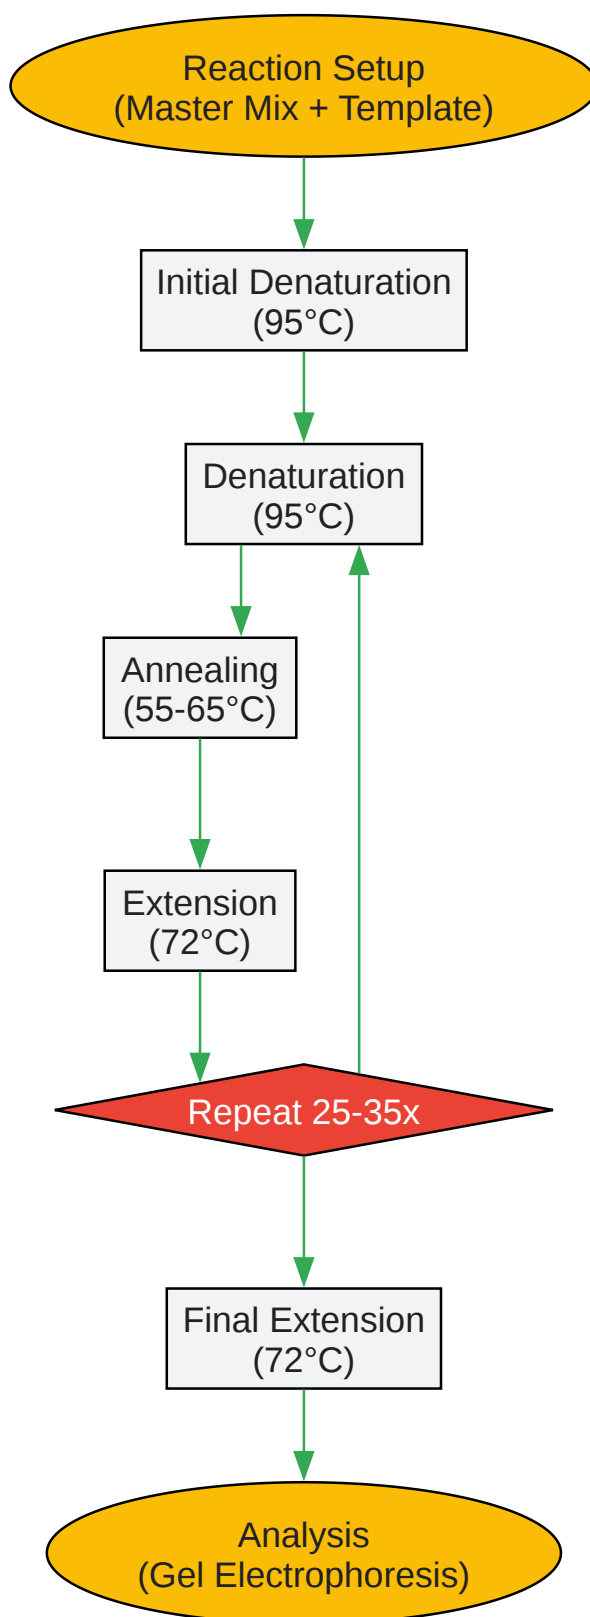 Reaction Setup
(Master Mix + Template)
Initial Denaturation
(95°C)
Denaturation
(95°C)
Annealing
(55-65°C)
Extension
(72°C)
Repeat 25-35x
Final Extension
(72°C)
Analysis
(Gel Electrophoresis)